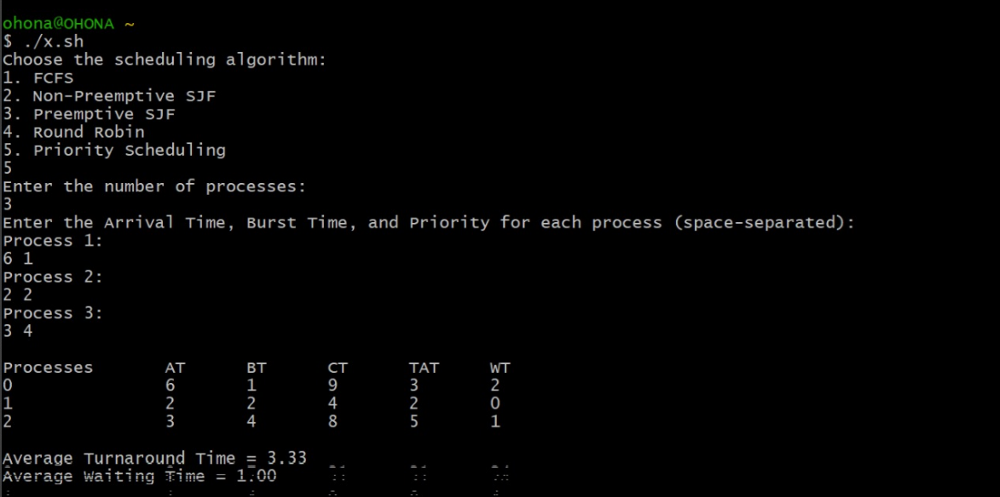 ohona@OHONA ~
$ ./x.sh
Choose the scheduling algorithm:
1. FCFS
2. Non-Preemptive SJF
3. Preemptive SJF
4. Round Robin
5. Priority Scheduling
5
Enter the number of processes:
3
Enter the Arrival Time, Burst Time, and Priority for each process (space-separated):
Process 1:
6 1
Process 2:
2 2
Process 3:
3 4
Processes AT BT CT TAT WT
0 6 1 9 3 2
1 2 2 4 2 0
2 3 4 8 5 1
Average Turnaround Time = 3.33
Average Waiting Time = 1.00